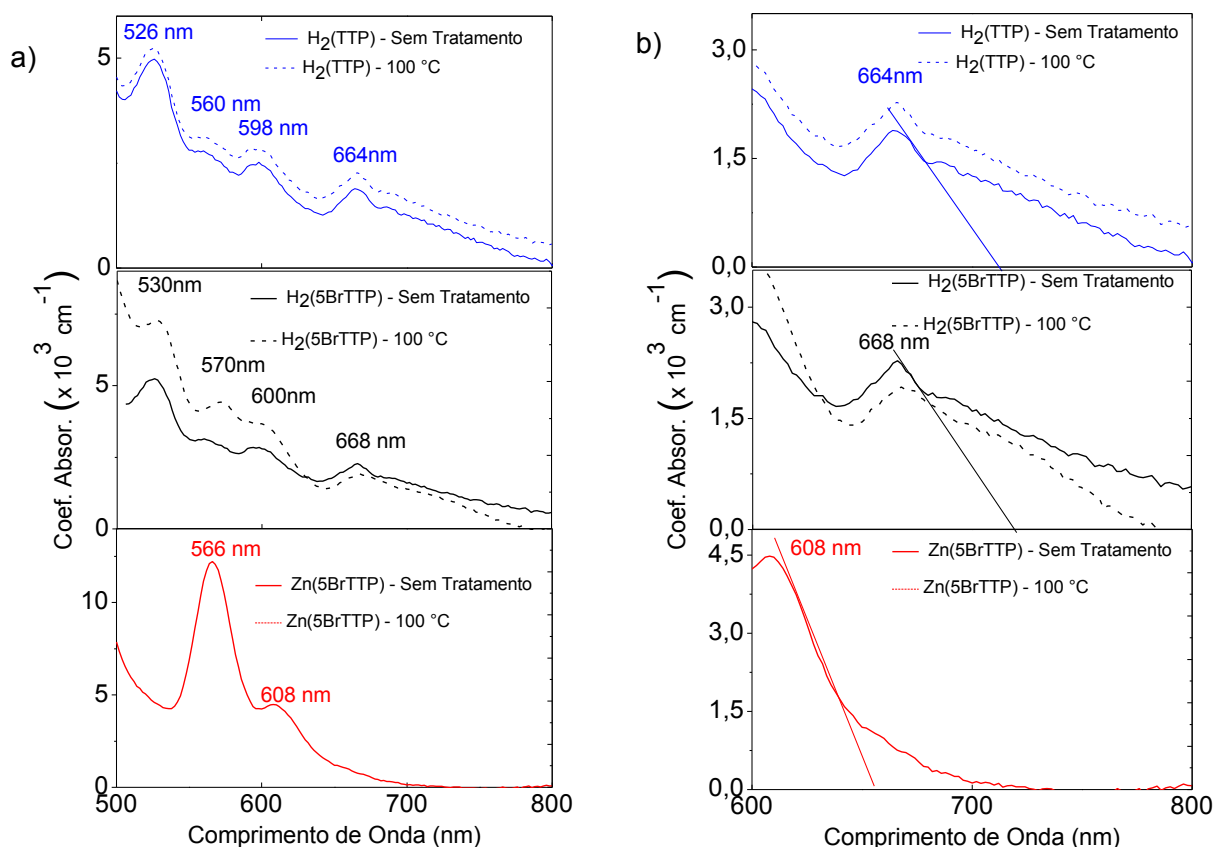 a)
526 nm
560 nm
598 nm
664nm
H2(TTP) - Sem Tratamento
H2(TTP) - 100 °C
5
0
530nm
570nm
600nm
668 nm
H2(5BrTTP) - Sem Tratamento
H2(5BrTTP) - 100 °C
5
0
Coef. Absor. ( x 10^3 cm^-1)
566 nm
608 nm
Zn(5BrTTP) - Sem Tratamento
Zn(5BrTTP) - 100 °C
10
5
0
500 600 700 800
Comprimento de Onda (nm)
b)
664nm
H2(TTP) - Sem Tratamento
H2(TTP) - 100 °C
3,0
1,5
0,0
668 nm
H2(5BrTTP) - Sem Tratamento
H2(5BrTTP) - 100 °C
3,0
1,5
0,0
Coef. Absor. ( x 10^3 cm^-1)
608 nm
Zn(5BrTTP) - Sem Tratamento
Zn(5BrTTP) - 100 °C
4,5
3,0
1,5
0,0
600 700 800
Comprimento de Onda (nm)